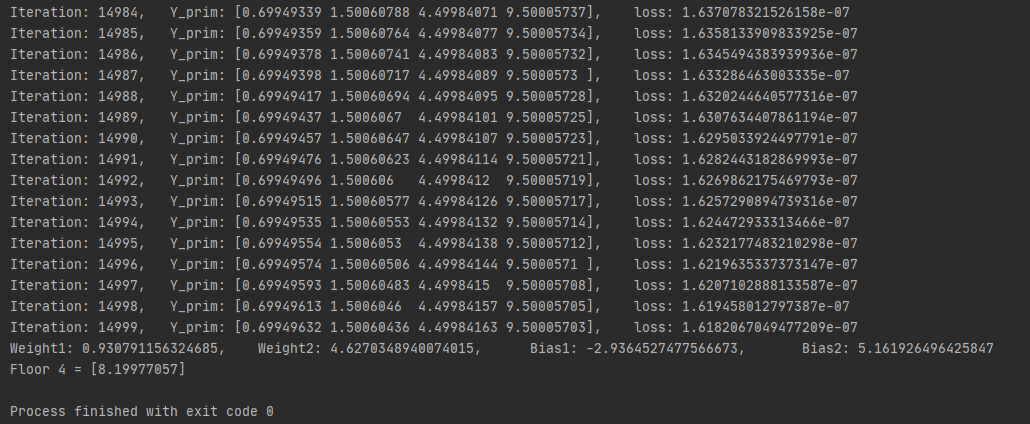 Iteration: 14984,   Y_prim: [0.69949339 1.50060788 4.49984071 9.50005737],    loss: 1.637078321526158e-07
Iteration: 14985,   Y_prim: [0.69949359 1.50060764 4.49984077 9.50005734],    loss: 1.6358133909833925e-07
Iteration: 14986,   Y_prim: [0.69949378 1.50060741 4.49984083 9.50005732],    loss: 1.6345494383939936e-07
Iteration: 14987,   Y_prim: [0.69949398 1.50060717 4.49984089 9.5000573 ],    loss: 1.633286463003335e-07
Iteration: 14988,   Y_prim: [0.69949417 1.50060694 4.49984095 9.50005728],    loss: 1.6320244640577316e-07
Iteration: 14989,   Y_prim: [0.69949437 1.5006067  4.49984101 9.50005725],    loss: 1.6307634407861194e-07
Iteration: 14990,   Y_prim: [0.69949457 1.50060647 4.49984107 9.50005723],    loss: 1.6295033924497791e-07
Iteration: 14991,   Y_prim: [0.69949476 1.50060623 4.49984114 9.50005721],    loss: 1.6282443182869993e-07
Iteration: 14992,   Y_prim: [0.69949496 1.500606   4.4998412  9.50005719],    loss: 1.6269862175469793e-07
Iteration: 14993,   Y_prim: [0.69949515 1.50060577 4.49984126 9.50005717],    loss: 1.6257290894739316e-07
Iteration: 14994,   Y_prim: [0.69949535 1.50060553 4.49984132 9.50005714],    loss: 1.624472933313466e-07
Iteration: 14995,   Y_prim: [0.69949554 1.5006053  4.49984138 9.50005712],    loss: 1.6232177483210298e-07
Iteration: 14996,   Y_prim: [0.69949574 1.50060506 4.49984144 9.5000571 ],    loss: 1.6219635337373147e-07
Iteration: 14997,   Y_prim: [0.69949593 1.50060483 4.4998415  9.50005708],    loss: 1.6207102888133587e-07
Iteration: 14998,   Y_prim: [0.69949613 1.5006046  4.49984157 9.50005705],    loss: 1.619458012797387e-07
Iteration: 14999,   Y_prim: [0.69949632 1.50060436 4.49984163 9.50005703],    loss: 1.6182067049477209e-07
Weight1: 0.930791156324685,    Weight2: 4.6270348940074015,      Bias1: -2.9364527477566673,       Bias2: 5.161926496425847
Floor 4 = [8.19977057]
Process finished with exit code 0